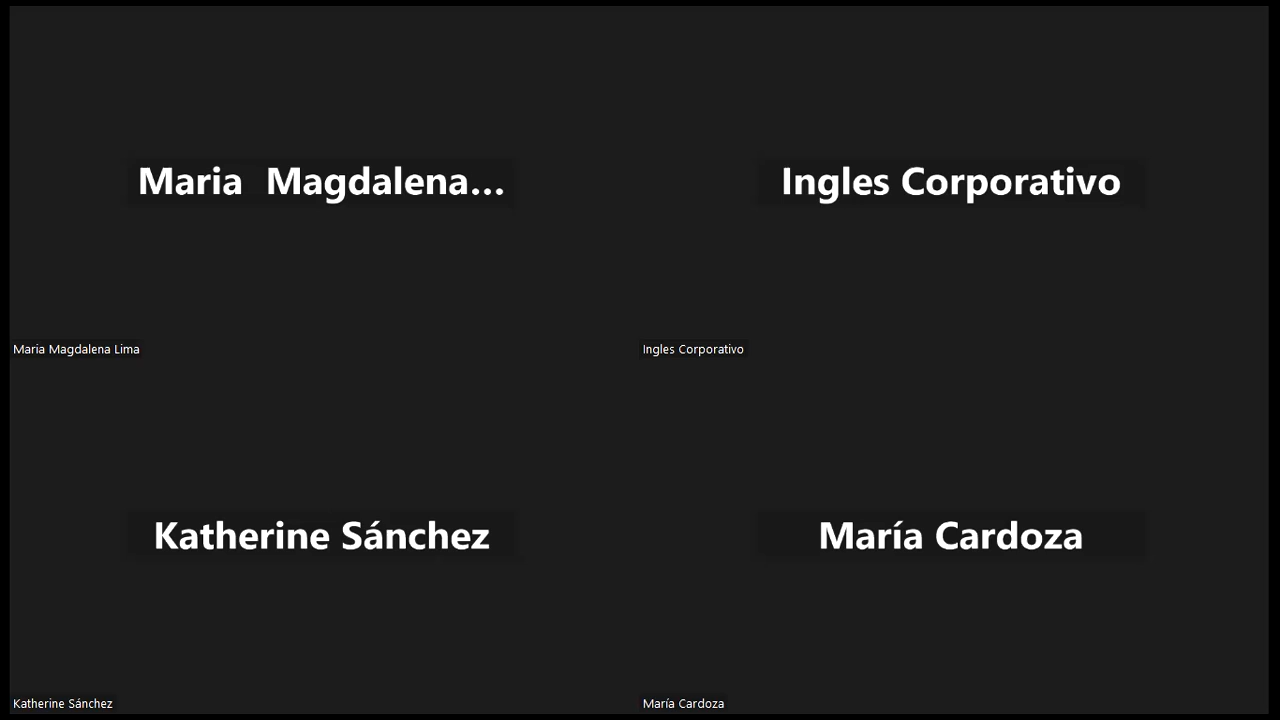 Maria  Magdalena...
Ingles Corporativo
Maria Magdalena Lima
Ingles Corporativo
Katherine Sánchez
María Cardoza
Katherine Sánchez
María Cardoza